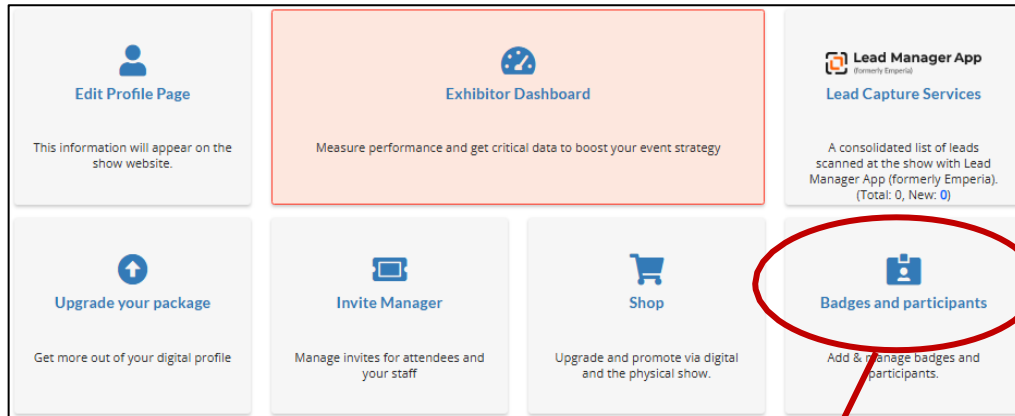 Edit Profile Page
This information will appear on the
show website.
Exhibitor Dashboard
Measure performance and get critical data to boost your event strategy
Lead Manager App
(formerly Emperia)
Lead Capture Services
A consolidated list of leads
scanned at the show with Lead
Manager App (formerly Emperia).
(Total: 0, New: 0)
Upgrade your package
Get more out of your digital profile
Invite Manager
Manage invites for attendees and
your staff
Shop
Upgrade and promote via digital
and the physical show.
Badges and participants
Add & manage badges and
participants.